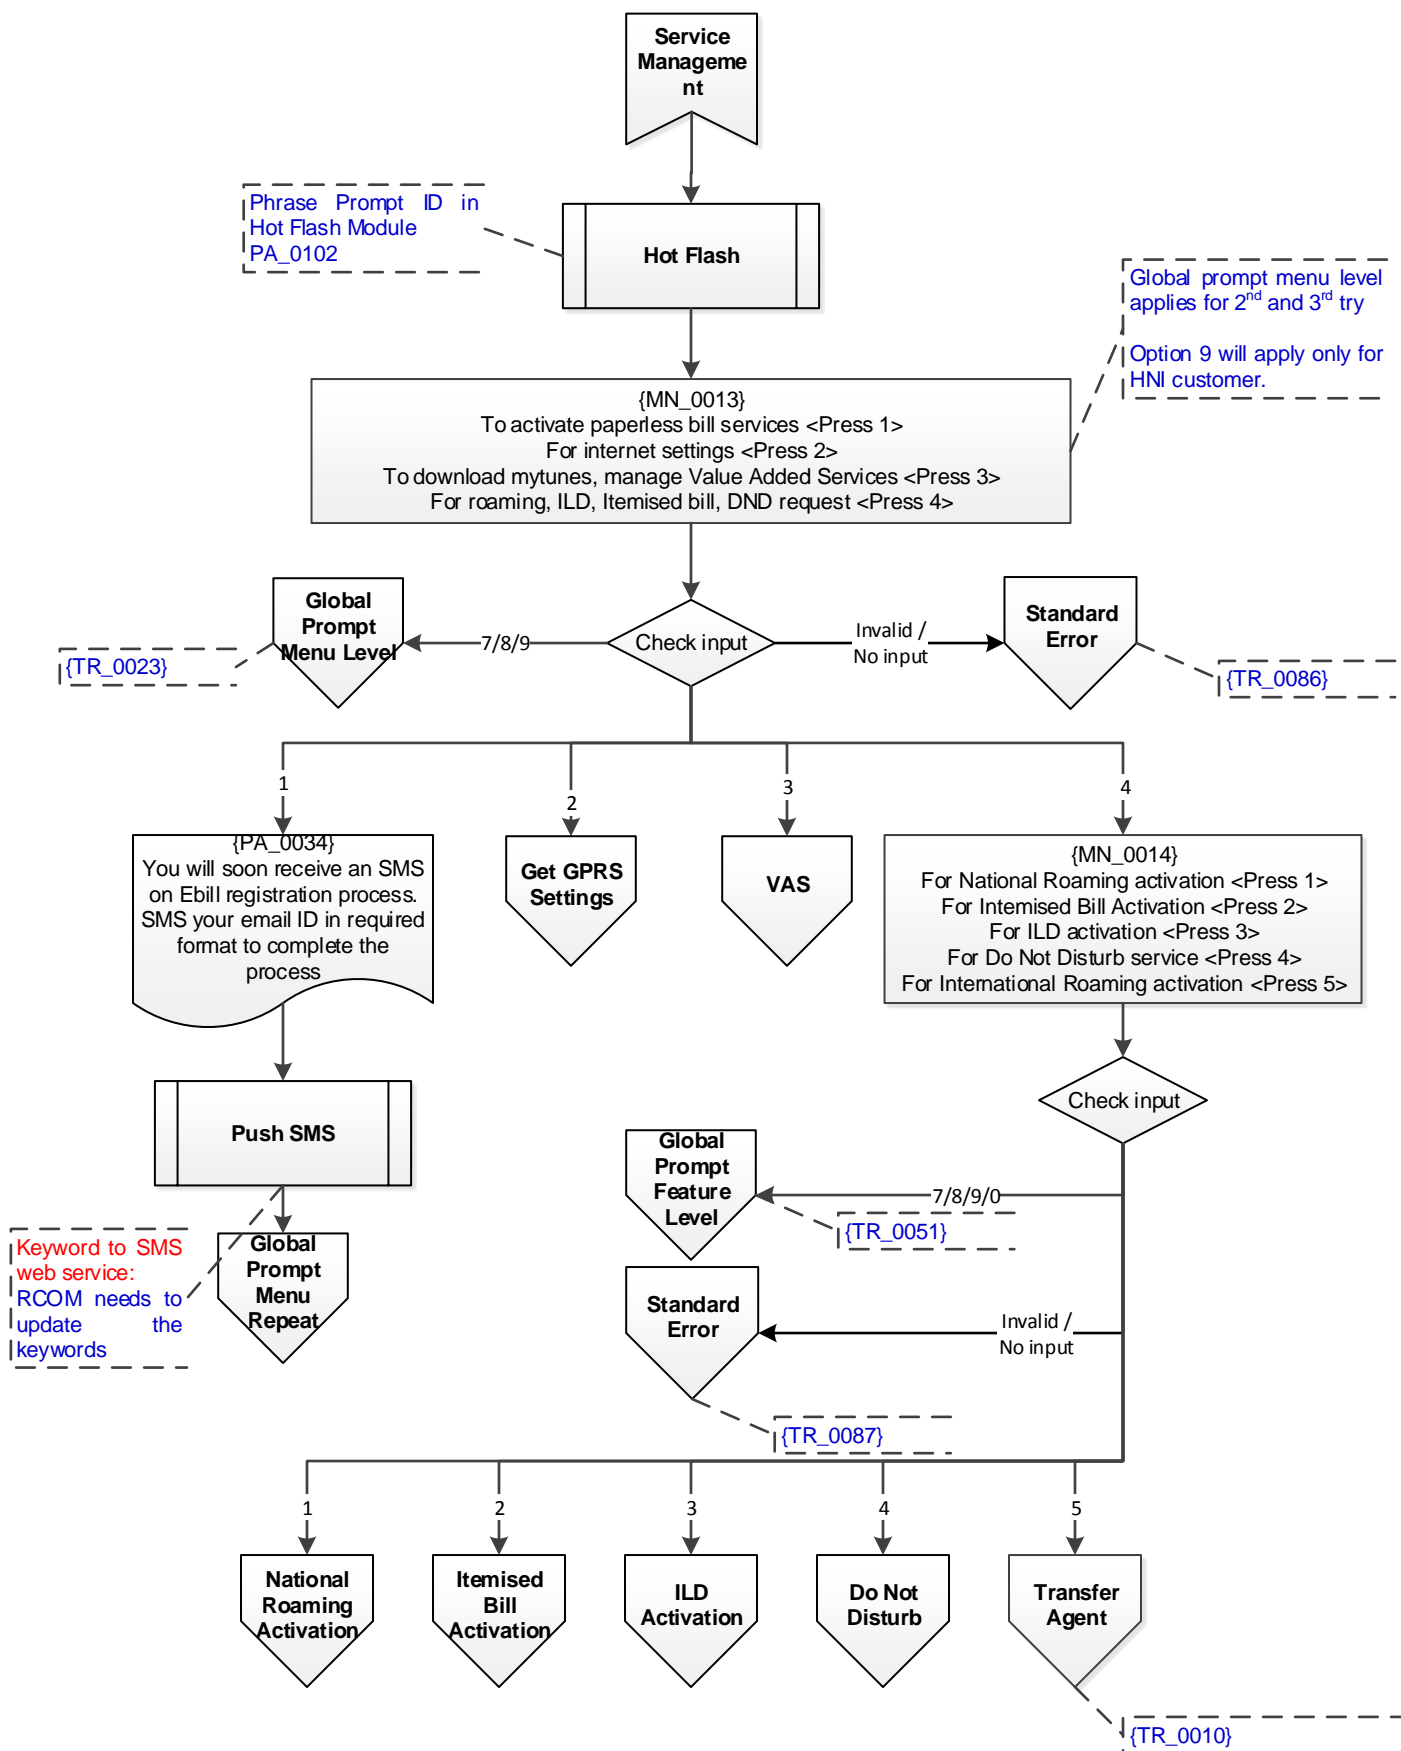 Service
Manageme
nt
Phrase Prompt ID in
Hot Flash Module
PA_0102
Hot Flash
Global prompt menu level
applies for 2nd and 3rd try
Option 9 will apply only for
HNI customer.
{MN_0013}
To activate paperless bill services <Press 1>
For internet settings <Press 2>
To download mytunes, manage Value Added Services <Press 3>
For roaming, ILD, Itemised bill, DND request <Press 4>
Global
Prompt
Menu Level
{TR_0023}
7/8/9
Check input
Invalid /
No input
Standard
Error
{TR_0086}
1
2
3
4
{PA_0034}
You will soon receive an SMS
on Ebill registration process.
SMS your email ID in required
format to complete the
process
Get GPRS
Settings
VAS
{MN_0014}
For National Roaming activation <Press 1>
For Intemised Bill Activation <Press 2>
For ILD activation <Press 3>
For Do Not Disturb service <Press 4>
For International Roaming activation <Press 5>
Check input
Push SMS
Global
Prompt
Feature
Level
7/8/9/0
{TR_0051}
Keyword to SMS
web service:
RCOM needs to
update the
keywords
Global
Prompt
Menu
Repeat
Standard
Error
Invalid /
No input
{TR_0087}
1
2
3
4
5
National
Roaming
Activation
Itemised
Bill
Activation
ILD
Activation
Do Not
Disturb
Transfer
Agent
{TR_0010}